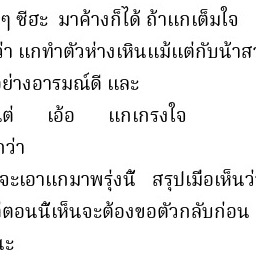 ๆ ซีฮะ มาค้างก็ได้ ถ้าแกเต็มใจ
ว่า แกทำตัวห่างเหินแม้แต่กับน้าสา
อย่างอารมณ์ดี และ
แต่ เอ้อ แกเกรงใจ
าว่า
จะเอาแกมาพรุ่งนี้ สรุปเมือเห็นว่
ตอนนี้เห็นจะต้องขอตัวกลับก่อน
นะ